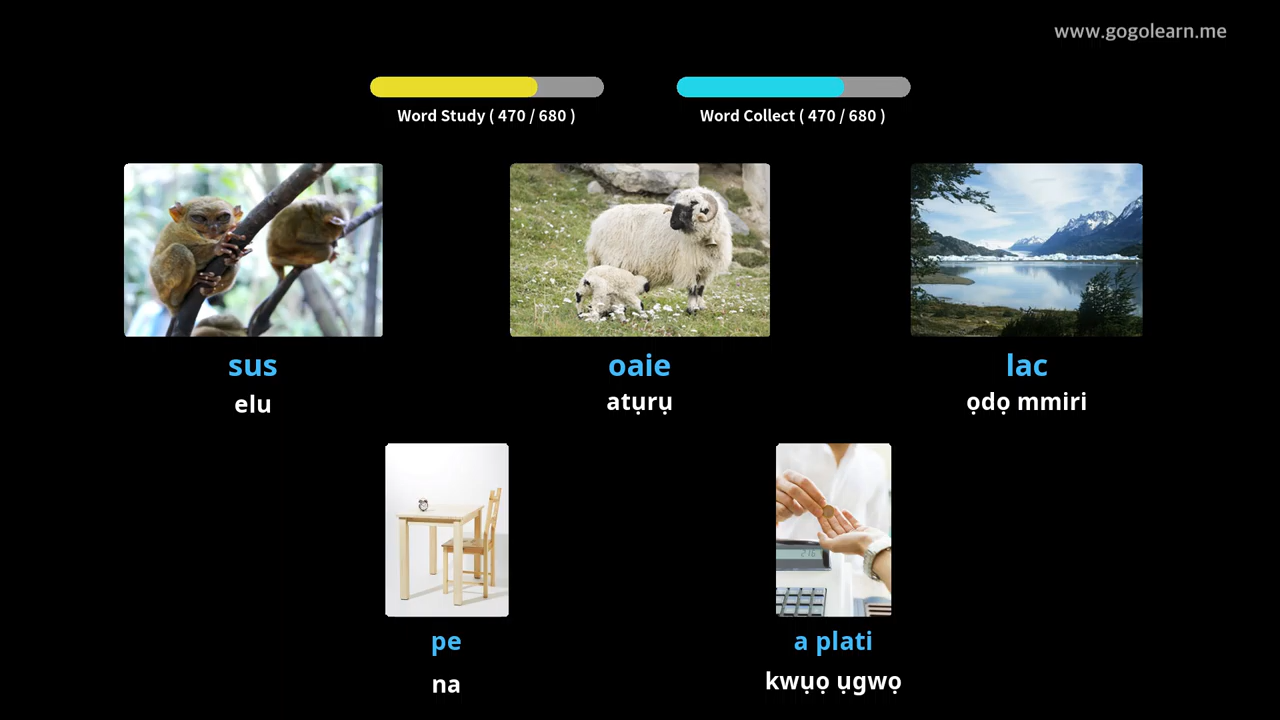 www.gogolearn.me
Word Study ( 470 / 680 )
Word Collect ( 470 / 680 )
sus
elu
oaie
atụrụ
lac
ọdọ mmiri
pe
na
a plati
kwụọ ụgwọ